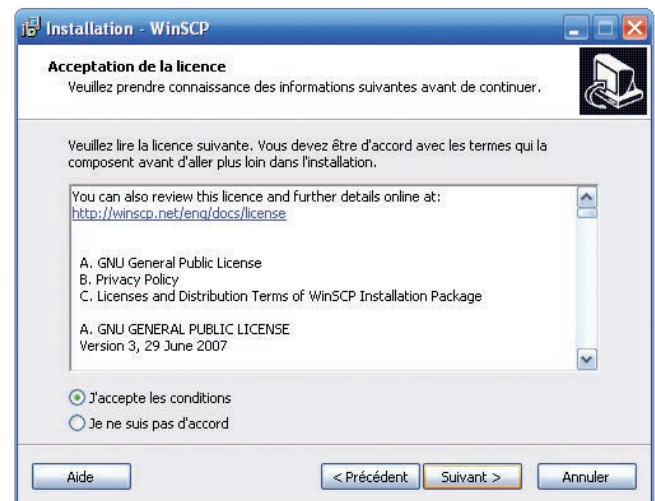 Installation - WinSCP
Acceptation de la licence
Veuillez prendre connaissance des informations suivantes avant de continuer.
Veuillez lire la licence suivante. Vous devez être d'accord avec les termes qui la
composent avant d'aller plus loin dans l'installation.
You can also review this licence and further details online at:
http://winscp.net/eng/docs/license
A. GNU General Public License
B. Privacy Policy
C. Licenses and Distribution Terms of WinSCP Installation Package
A. GNU GENERAL PUBLIC LICENSE
Version 3, 29 June 2007
J'accepte les conditions
Je ne suis pas d'accord
Aide
< Précédent
Suivant >
Annuler